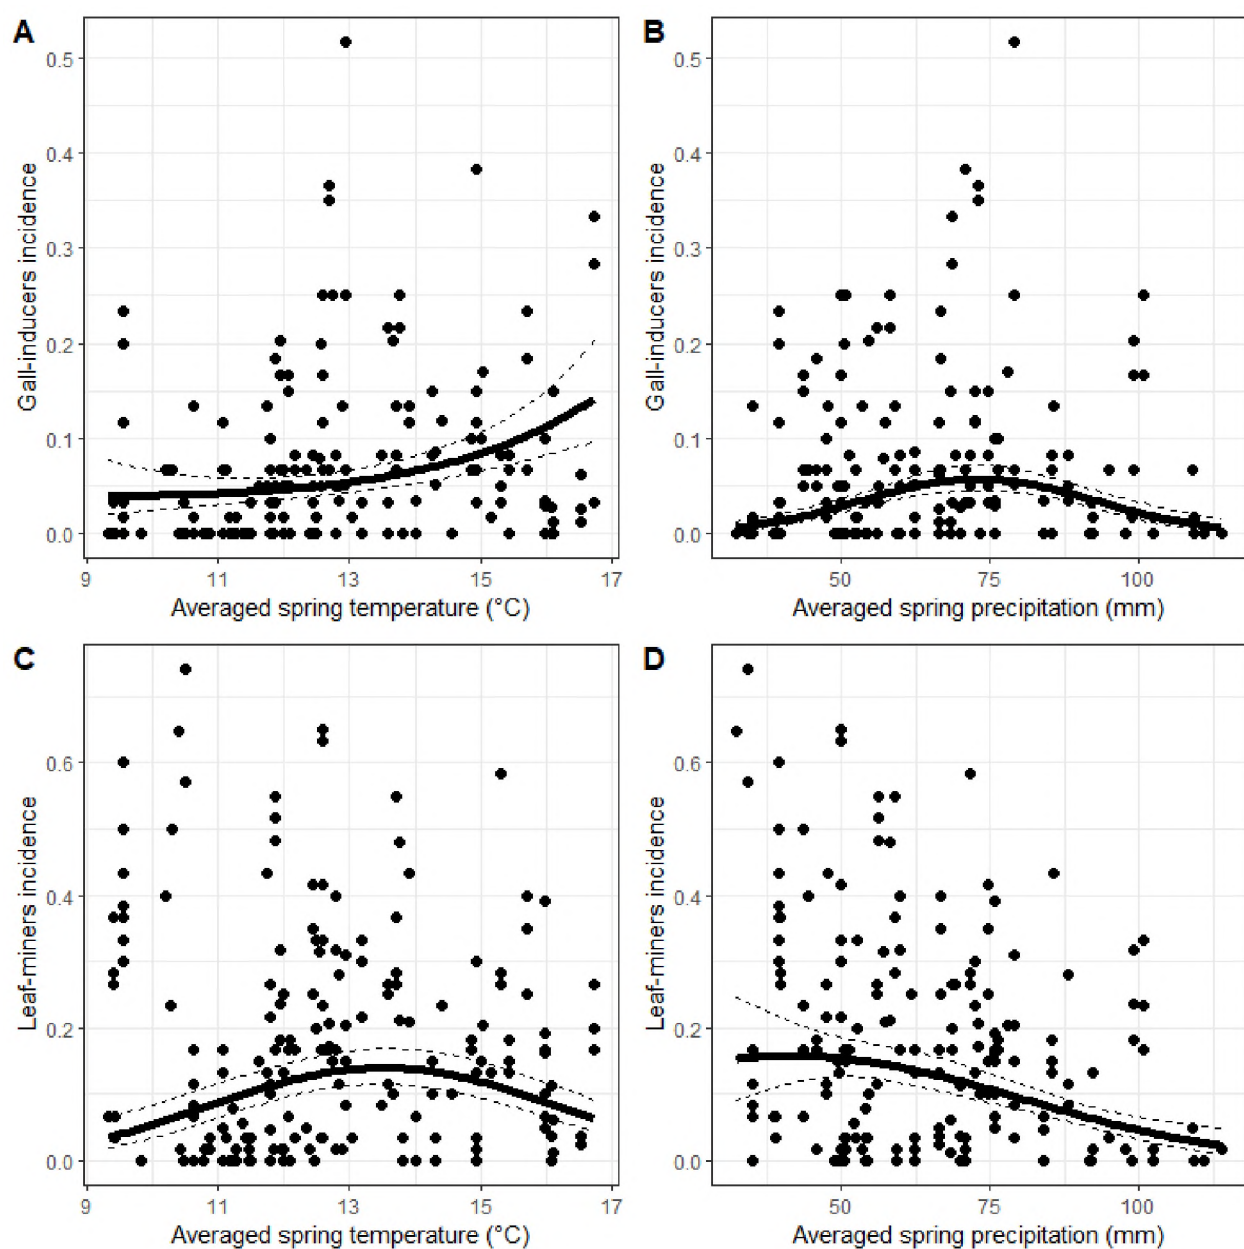 A
B
0.5
0.4
0.3
0.2
0.1
0.0
Gall-inducers incidence
9 11 13 15 17
Averaged spring temperature (°C)
0.5
0.4
0.3
0.2
0.1
0.0
Gall-inducers incidence
50 75 100
Averaged spring precipitation (mm)
C
D
0.6
0.4
0.2
0.0
Leaf-miners incidence
9 11 13 15 17
Averaged spring temperature (°C)
0.6
0.4
0.2
0.0
Leaf-miners incidence
50 75 100
Averaged spring precipitation (mm)